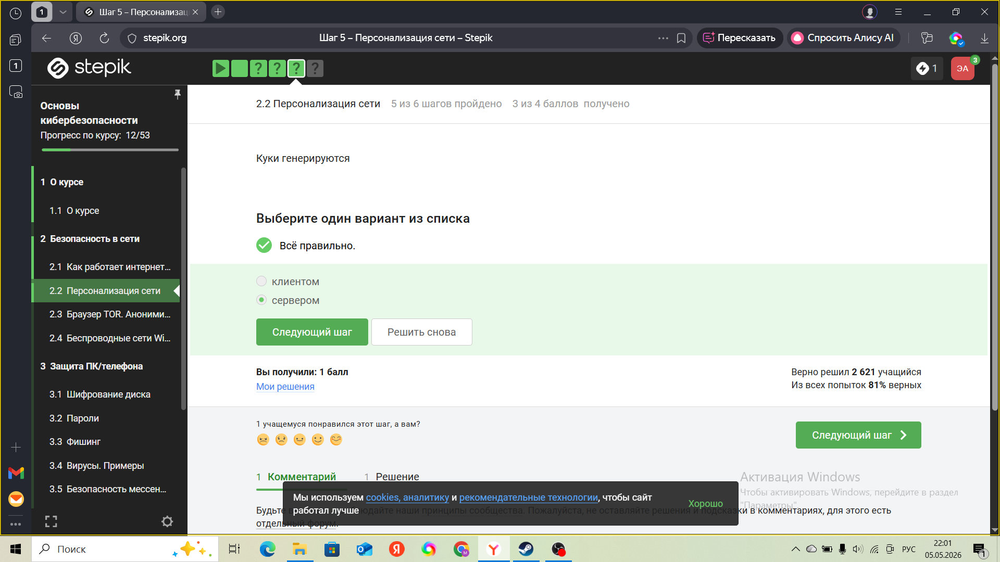 1
Шаг 5 – Персонализац
stepik.org
Шаг 5 – Персонализация сети – Stepik
Пересказать
Спросить Алису AI
1
stepik
? ? ? ?
1
ЭА
3
Основы
кибербезопасности
Прогресс по курсу: 12/53
1 О курсе
1.1 О курсе
2 Безопасность в сети
2.1 Как работает интернет...
2.2 Персонализация сети
2.3 Браузер TOR. Аноними...
2.4 Беспроводные сети Wi...
3 Защита ПК/телефона
3.1 Шифрование диска
3.2 Пароли
3.3 Фишинг
3.4 Вирусы. Примеры
3.5 Безопасность мессен...
2.2 Персонализация сети 5 из 6 шагов пройдено 3 из 4 баллов получено
Куки генерируются
Выберите один вариант из списка
Всё правильно.
клиентом
сервером
Следующий шаг
Решить снова
Вы получили: 1 балл
Мои решения
Верно решил 2 621 учащийся
Из всех попыток 81% верных
1 учащемуся понравился этот шаг, а вам?
Следующий шаг
1 Комментарий
1 Решение
Активация Windows
Чтобы активировать Windows, перейдите в раздел
"Параметры".
Мы используем cookies, аналитику и рекомендательные технологии, чтобы сайт
работал лучше
Хорошо
Будьте людайте наши принципы сообщества. Пожалуйста, не оставляйте решения и подсказки в комментариях, для этого есть
отдельный форум.
Поиск
РУС
22:01
05.05.2026
1